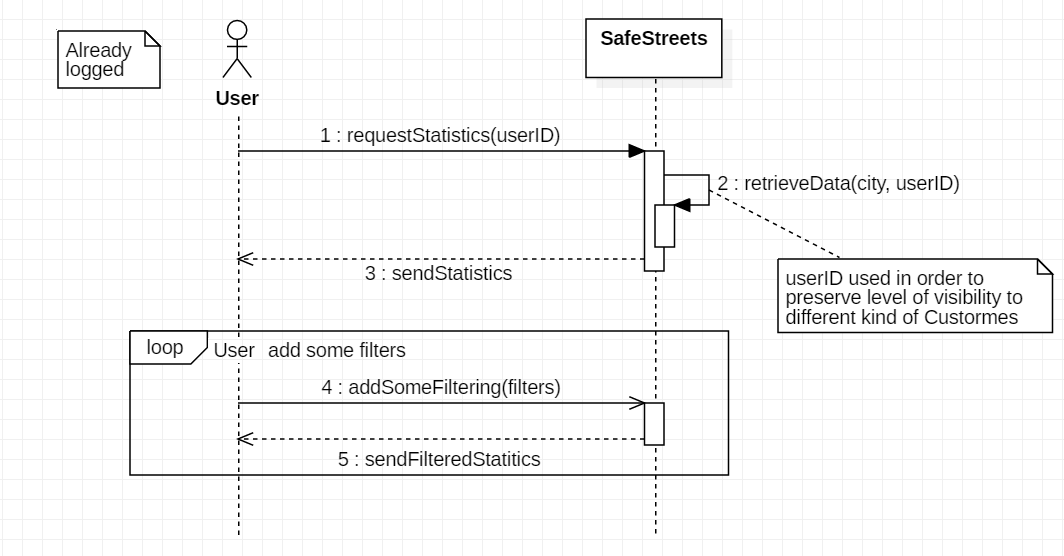 Already
logged
User
SafeStreets
1 : requestStatistics(userID)
2 : retrieveData(city, userID)
3 : sendStatistics
userID used in order to
preserve level of visibility to
different kind of Custormes
loop
User add some filters
4 : addSomeFiltering(filters)
5 : sendFilteredStatitics